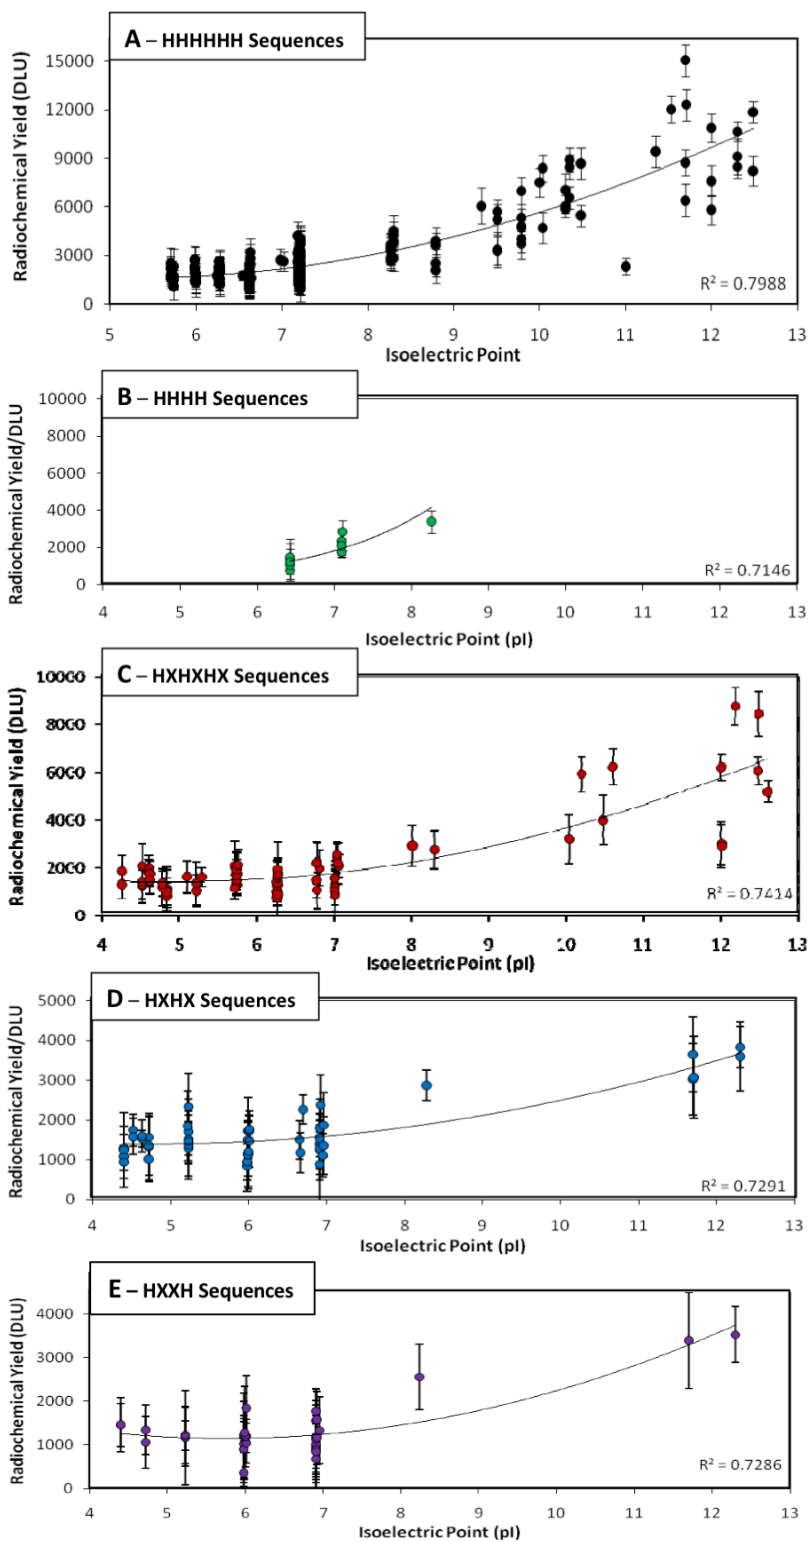 A – HHHHHH Sequences
Radiochemical Yield (DLU)
15000
12000
9000
6000
3000
0
R² = 0.7988
5 6 7 8 9 10 11 12 13
Isoelectric Point
B – HHHH Sequences
Radiochemical Yield/DLU
10000
8000
6000
4000
2000
0
R² = 0.7146
4 5 6 7 8 9 10 11 12 13
Isoelectric Point (pI)
C – HXHXHX Sequences
Radiochemical Yield (DLU)
10000
8000
6000
4000
2000
0
R² = 0.7414
4 5 6 7 8 9 10 11 12 13
Isoelectric Point (pI)
D – HXHX Sequences
Radiochemical Yield/DLU
5000
4000
3000
2000
1000
0
R² = 0.7291
4 5 6 7 8 9 10 11 12 13
Isoelectric Point (pI)
E – HXXH Sequences
Radiochemical Yield (DLU)
4000
3000
2000
1000
0
R² = 0.7286
4 5 6 7 8 9 10 11 12 13
Isoelectric Point (pI)